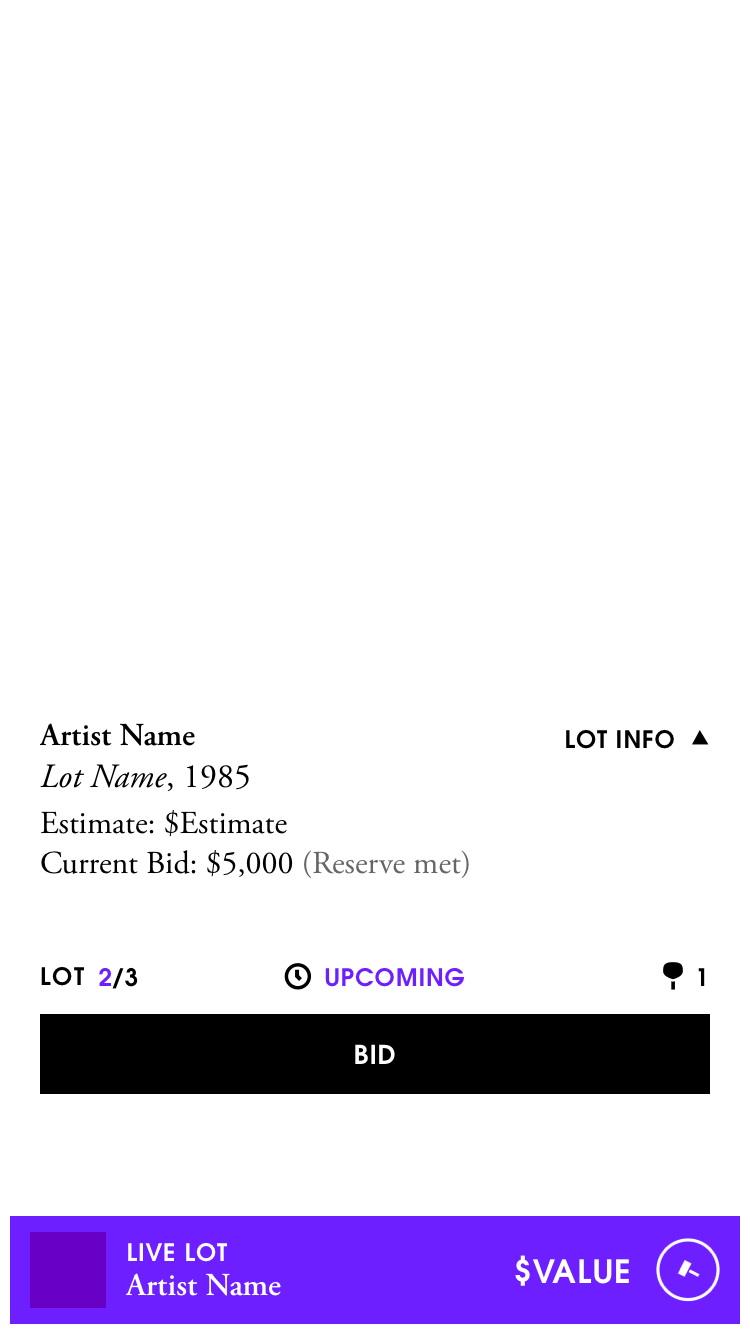 Artist Name
LOT INFO
Lot Name, 1985
Estimate: $Estimate
Current Bid: $5,000 (Reserve met)
LOT 2/3
UPCOMING
1
BID
LIVE LOT
Artist Name
$VALUE